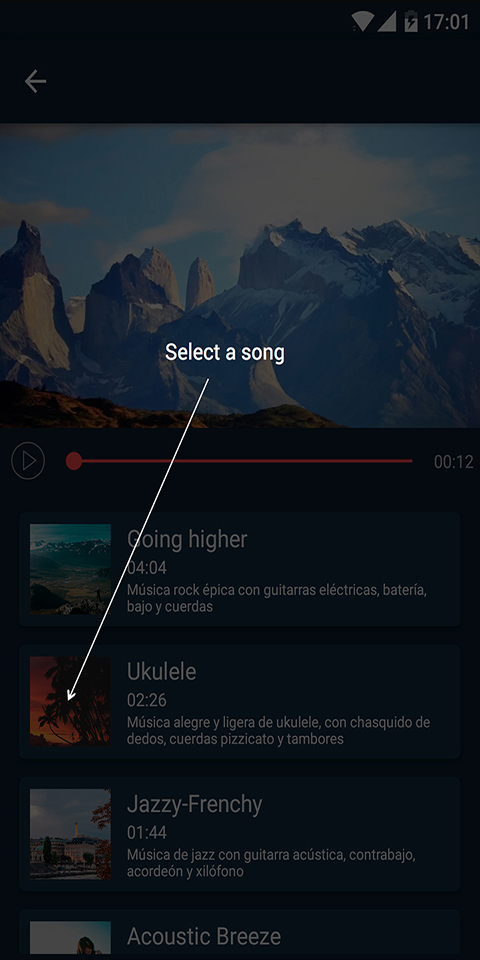 17:01
Select a song
00:12
Going higher
04:04
Música rock épica con guitarras eléctricas, batería,
bajo y cuerdas
Ukulele
02:26
Música alegre y ligera de ukulele, con chasquido de
dedos, cuerdas pizzicato y tambores
Jazzy-Frenchy
01:44
Música de jazz con guitarra acústica, contrabajo,
acordeón y xilófono
Acoustic Breeze